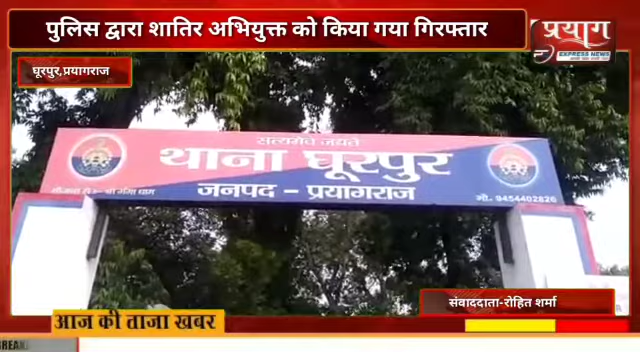 पुलिस द्वारा शातिर अभियुक्त को किया गया गिरफ्तार
प्रयाग
EXPRESS NEWS
घूरपुर,प्रयागराज
सत्यमेव जयते
थाना घूरपुर
जनपद - प्रयागराज
मो. 9454402826
संवाददाता-रोहित शर्मा
आज की ताजा खबर
BREAK